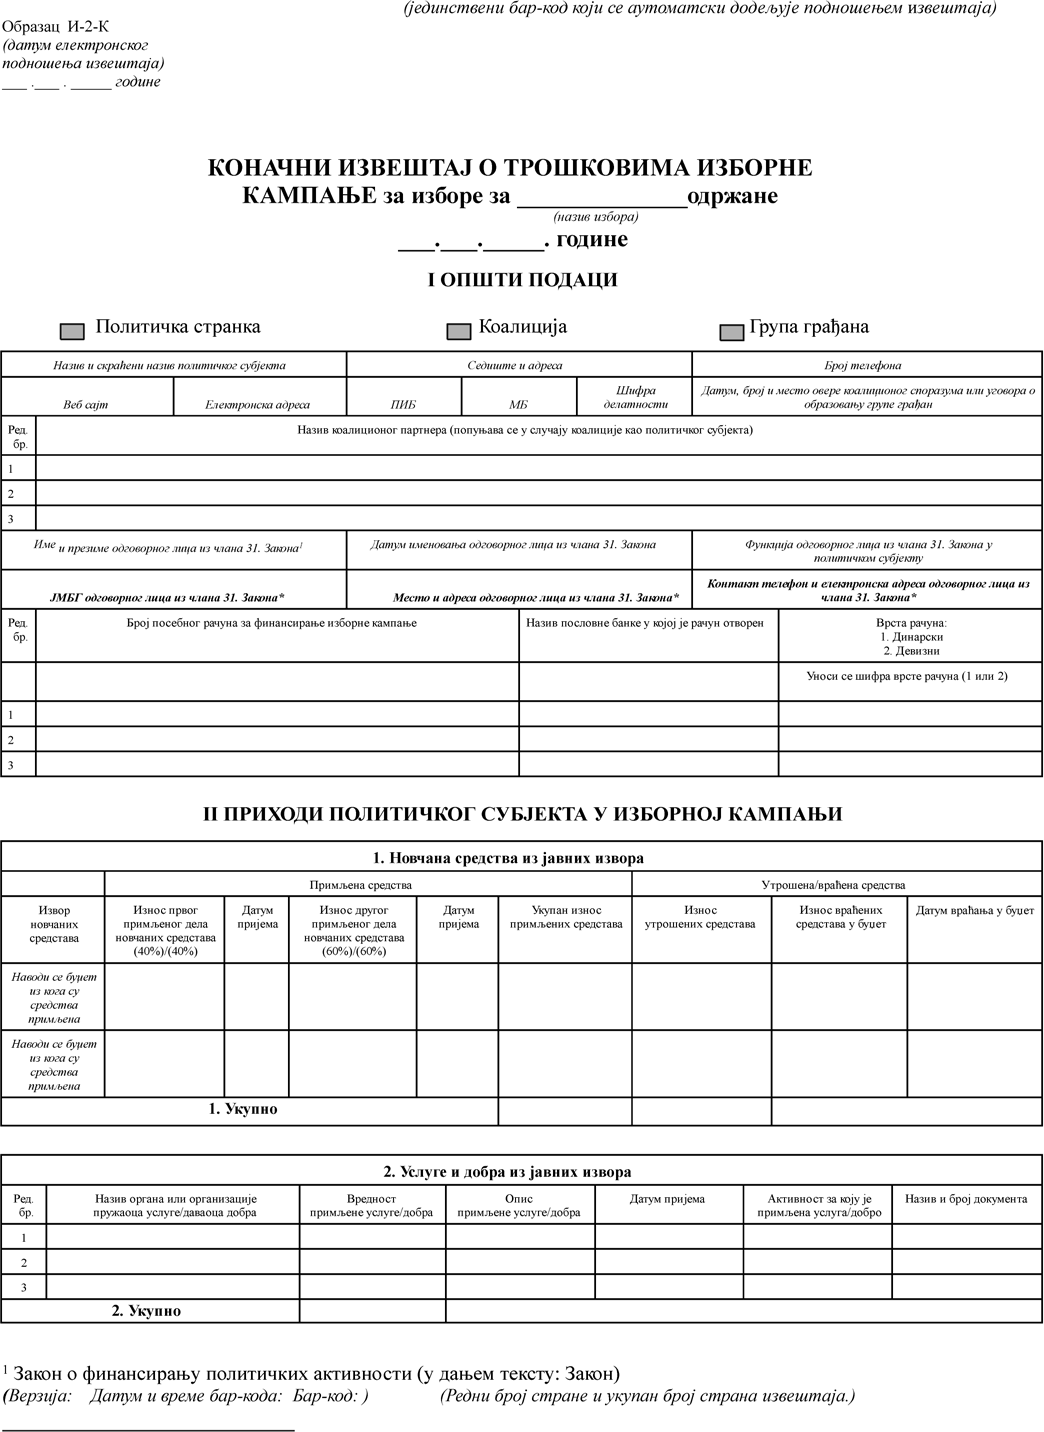 (јединствени бар-код који се аутоматски додељује подношењем извештаја)
Образац И-2-К
(датум електронског
подношења извештаја)
___ .___ . _____ године
КОНАЧНИ ИЗВЕШТАЈ О ТРОШКОВИМА ИЗБОРНЕ
КАМПАЊЕ за изборе за ______________одржане
(назив избора)
___.___._____. године
I ОПШТИ ПОДАЦИ
Политичка странка Коалиција Група грађана
Назив и скраћени назив политичког субјекта Седиште и адреса Број телефона
Веб сајт Електронска адреса ПИБ МБ Шифра делатности Датум, број и место овере коалиционог споразума или уговора о образовању групе грађан
Ред. бр. Назив коалиционог партнера (попуњава се у случају коалиције као политичког субјекта)
1
2
3
Име и презиме одговорног лица из члана 31. Закона¹ Датум именовања одговорног лица из члана 31. Закона Функција одговорног лица из члана 31. Закона у политичком субјекту
ЈМБГ одговорног лица из члана 31. Закона* Место и адреса одговорног лица из члана 31. Закона* Контакт телефон и електронска адреса одговорног лица из члана 31. Закона*
Ред. бр. Број посебног рачуна за финансирање изборне кампање Назив пословне банке у којој је рачун отворен Врста рачуна:
1. Динарски
2. Девизни
Уноси се шифра врсте рачуна (1 или 2)
1
2
3
II ПРИХОДИ ПОЛИТИЧКОГ СУБЈЕКТА У ИЗБОРНОЈ КАМПАЊИ
1. Новчана средства из јавних извора
Примљена средства Утрошена/враћена средства
Извор новчаних средстава Износ првог примљеног дела новчаних средстава (40%)/(40%) Датум пријема Износ другог примљеног дела новчаних средстава (60%)/(60%) Датум пријема Укупан износ примљених средстава Износ утрошених средстава Износ враћених средстава у буџет Датум враћања у буџет
Наводи се буџет
из кога су
средства
примљена
Наводи се буџет
из кога су
средства
примљена
1. Укупно
2. Услуге и добра из јавних извора
Ред. бр. Назив органа или организације пружаоца услуге/даваоца добра Вредност примљене услуге/добра Опис примљене услуге/добра Датум пријема Активност за коју је примљена услуга/добро Назив и број документа
1
2
3
2. Укупно
¹ Закон о финансирању политичких активности (у даљем тексту: Закон)
(Верзија: Датум и време бар-кода: Бар-код: ) (Редни број стране и укупан број страна извештаја.)